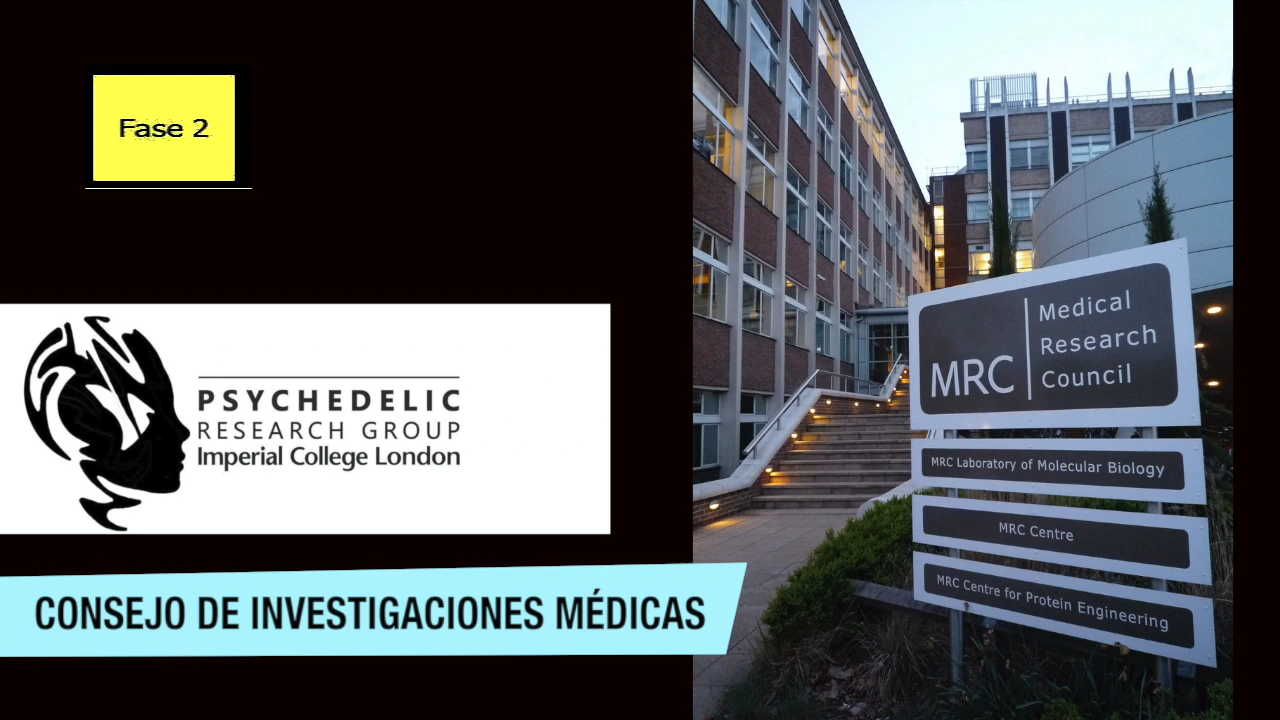 Fase 2
PSYCHEDELIC
RESEARCH GROUP
Imperial College London
CONSEJO DE INVESTIGACIONES MÉDICAS
MRC
Medical
Research
Council
MRC Laboratory of Molecular Biology
MRC Centre
MRC Centre for Protein Engineering